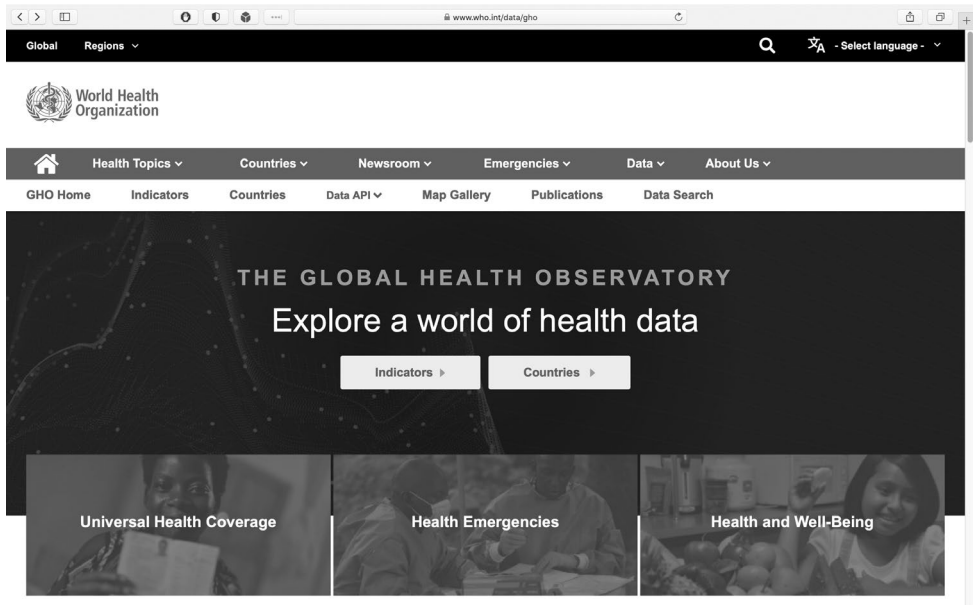 www.who.int/data/gho
Global Regions
- Select language -
World Health
Organization
Health Topics Countries Newsroom Emergencies Data About Us
GHO Home Indicators Countries Data API Map Gallery Publications Data Search
THE GLOBAL HEALTH OBSERVATORY
Explore a world of health data
Indicators Countries
Universal Health Coverage Health Emergencies Health and Well-Being